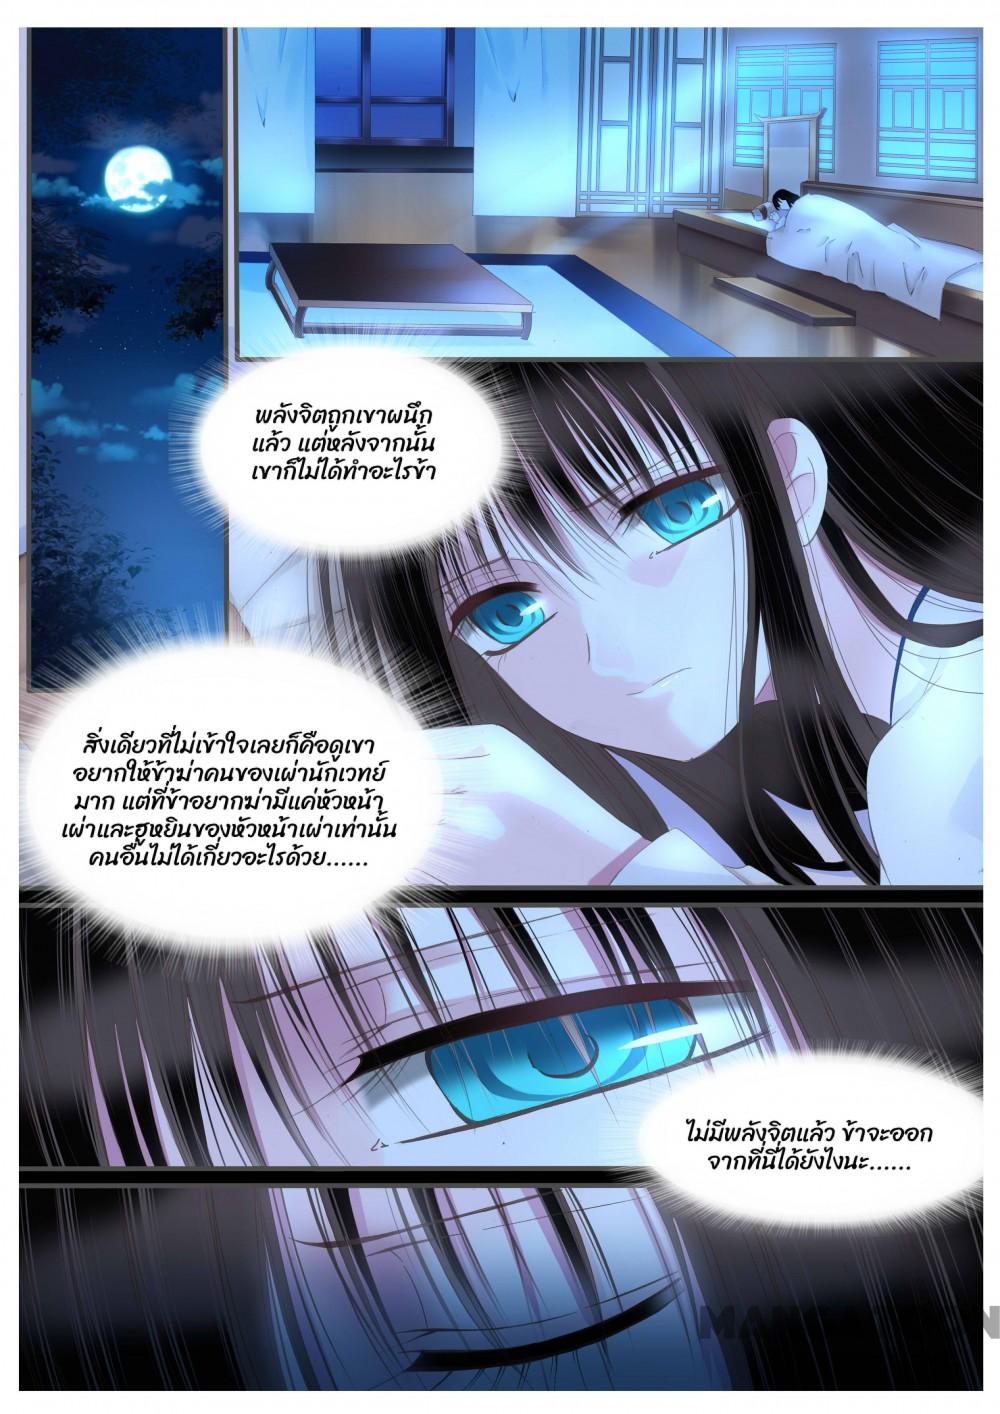 พลังจิตถูกเขาผนึก
แล้ว แต่หลังจากนั้น
เขาก็ไม่ได้ทำอะไรข้า
สิ่งเดียวที่ไม่เข้าใจเลยก็คือดูเขา
อยากให้ข้าฆ่าคนของเผ่านักเวทย์
มาก แต่ที่ข้าอยากฆ่ามีแค่หัวหน้า
เผ่าและฮูหยินของหัวหน้าเผ่าเท่านั้น
คนอื่นไม่ได้เกี่ยวอะไรด้วย......
ไม่มีพลังจิตแล้ว ข้าจะออก
จากที่นี่ได้ยังไงนะ......